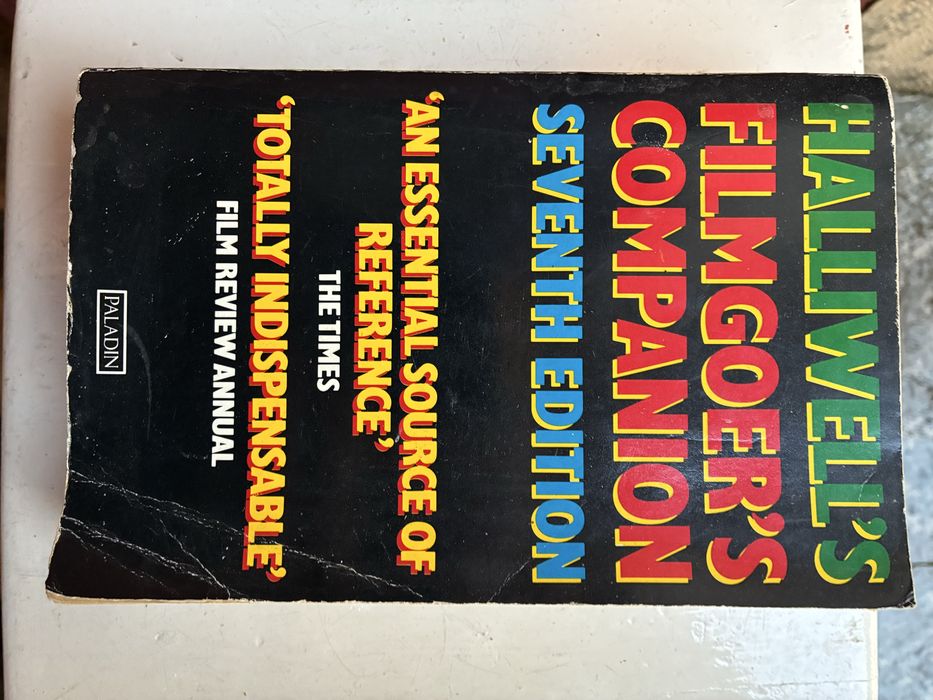 HALLIWELL'S
FILMGOER'S
COMPANION
SEVENTH EDITION
'AN ESSENTIAL SOURCE OF
REFERENCE'
THE TIMES
'TOTALLY INDISPENSABLE'
FILM REVIEW ANNUAL
PALADIN